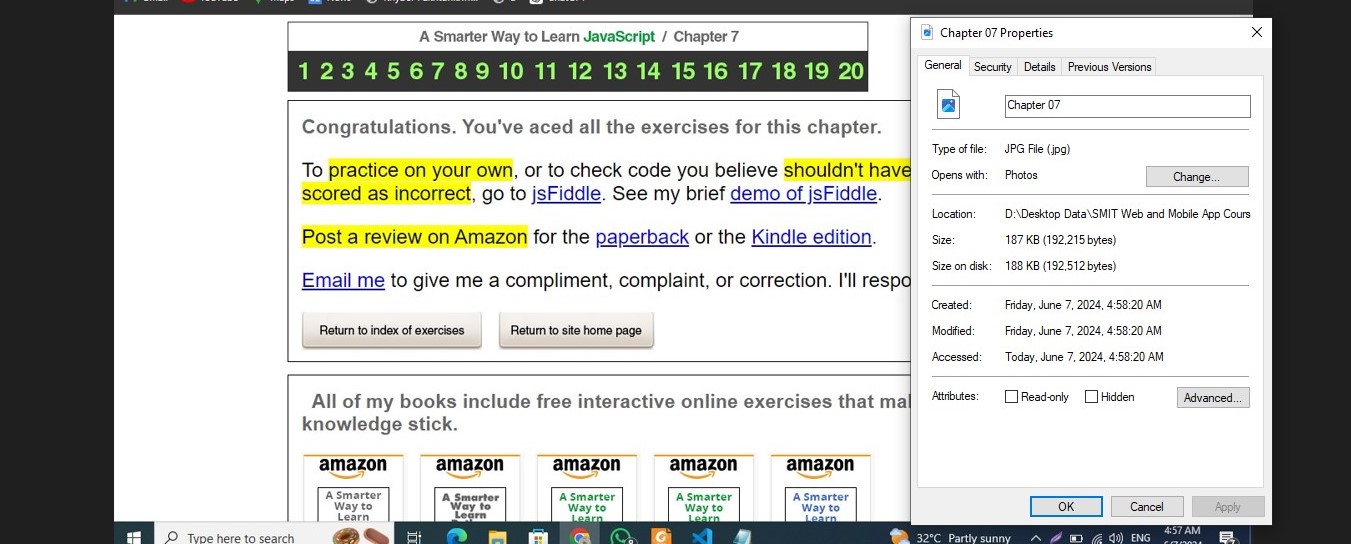 A Smarter Way to Learn JavaScript / Chapter 7
1 2 3 4 5 6 7 8 9 10 11 12 13 14 15 16 17 18 19 20
Congratulations. You've aced all the exercises for this chapter.
To practice on your own, or to check code you believe shouldn't have
scored as incorrect, go to jsFiddle. See my brief demo of jsFiddle.
Post a review on Amazon for the paperback or the Kindle edition.
Email me to give me a compliment, complaint, or correction. I'll respo
Return to index of exercises
Return to site home page
All of my books include free interactive online exercises that mal
knowledge stick.
amazon amazon amazon amazon amazon
A Smarter A Smarter A Smarter A Smarter A Smarter
Way to Way to Way to Way to Way to
Learn Learn Learn Learn Learn
Chapter 07 Properties
General Security Details Previous Versions
Chapter 07
Type of file: JPG File (.jpg)
Opens with: Photos Change...
Location: D:\Desktop Data\SMIT Web and Mobile App Cours
Size: 187 KB (192,215 bytes)
Size on disk: 188 KB (192,512 bytes)
Created: Friday, June 7, 2024, 4:58:20 AM
Modified: Friday, June 7, 2024, 4:58:20 AM
Accessed: Today, June 7, 2024, 4:58:20 AM
Attributes: Read-only Hidden Advanced...
OK Cancel Apply
Type here to search
32°C Partly sunny
ENG
4:57 AM